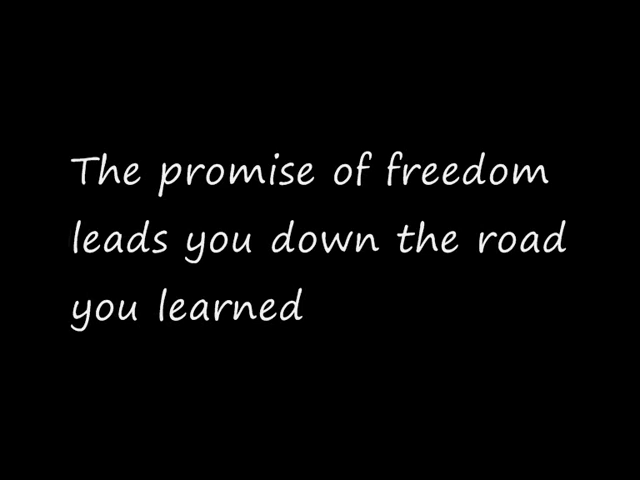 The promise of freedom
leads you down the road
you learned